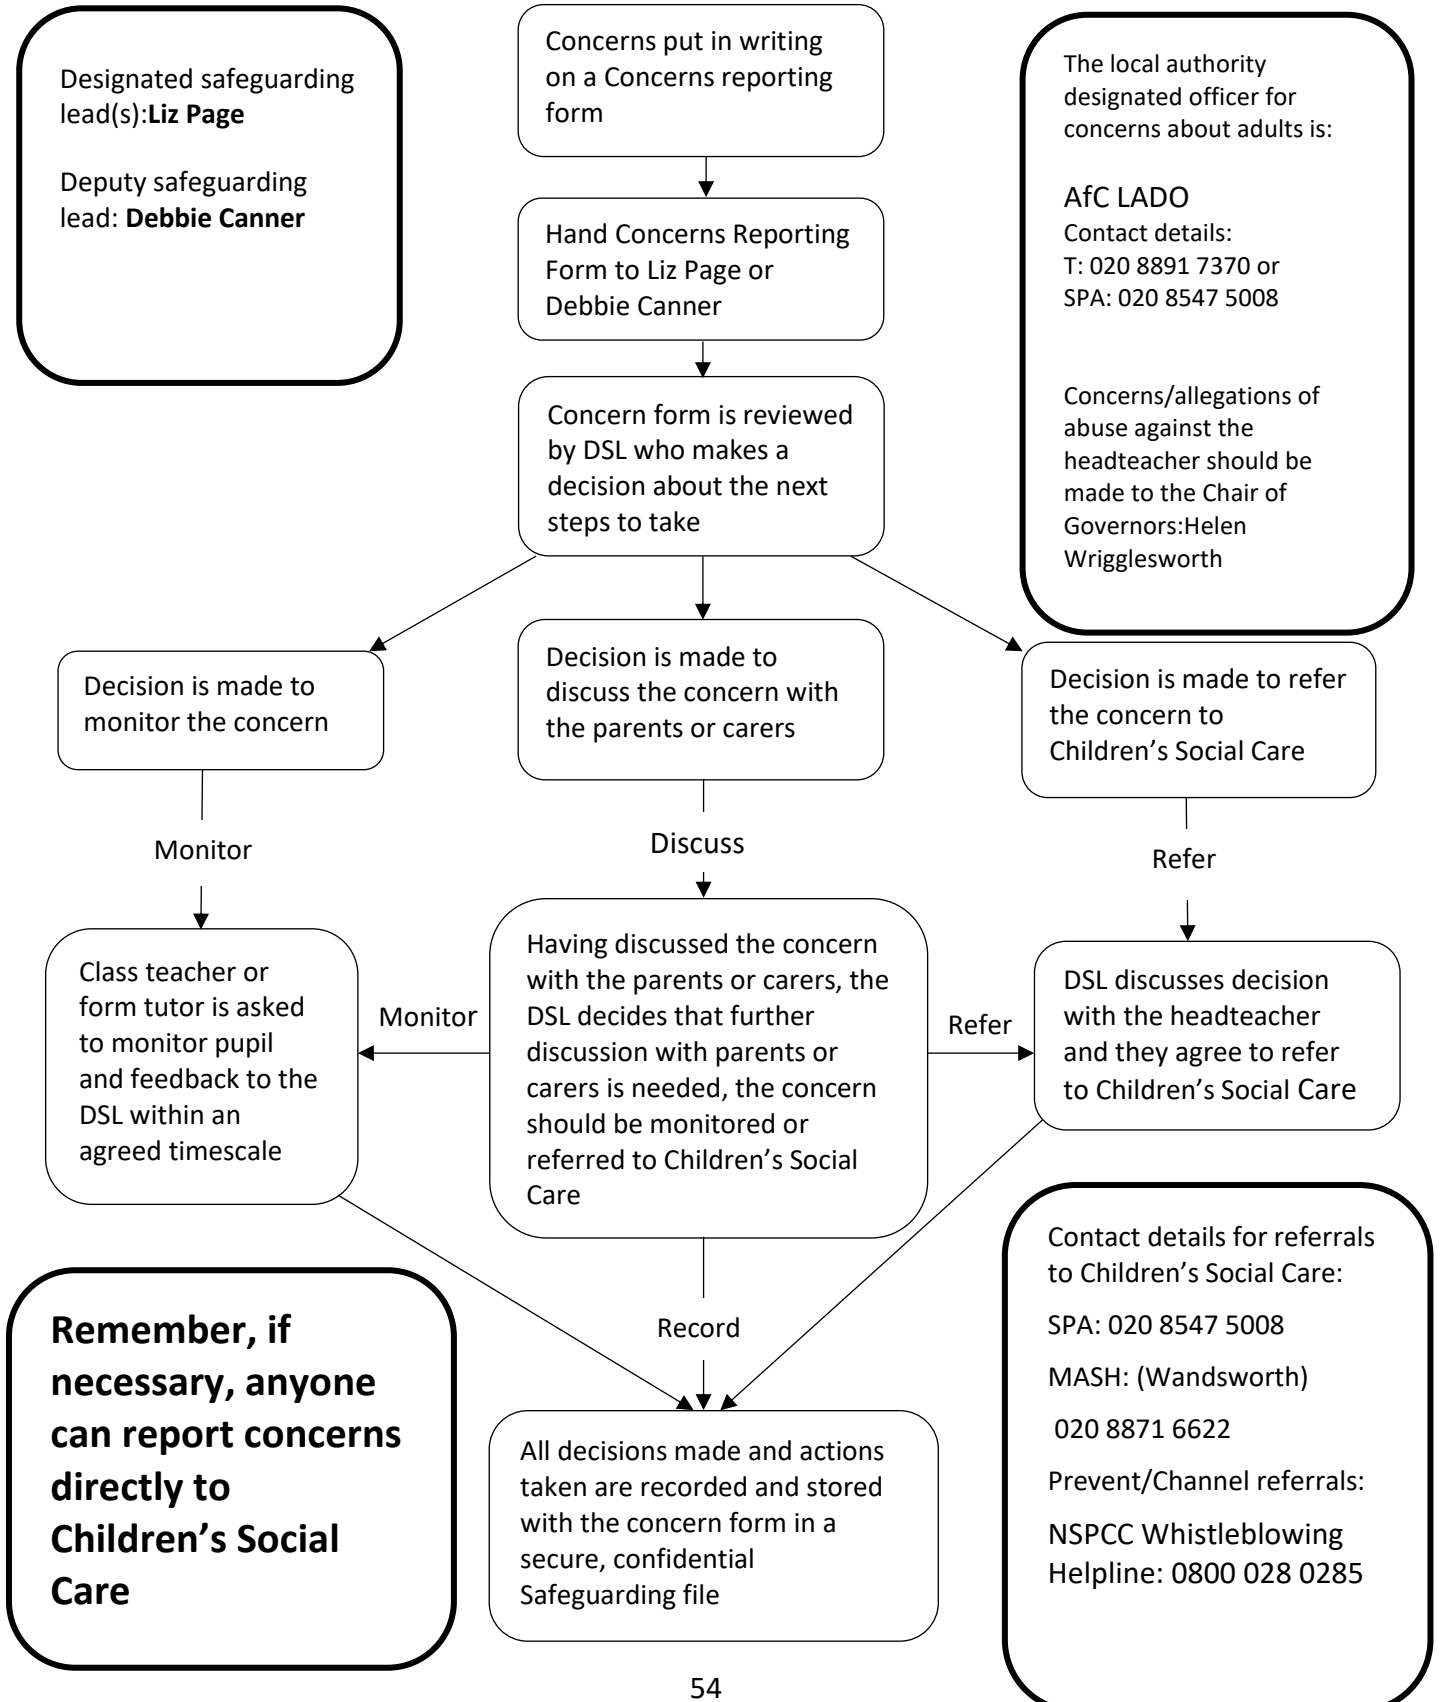 Designated safeguarding
lead(s):Liz Page
Deputy safeguarding
lead: Debbie Canner
Concerns put in writing
on a Concerns reporting
form
The local authority
designated officer for
concerns about adults is:
AfC LADO
Contact details:
T: 020 8891 7370 or
SPA: 020 8547 5008
Concerns/allegations of
abuse against the
headteacher should be
made to the Chair of
Governors:Helen
Wrigglesworth
Hand Concerns Reporting
Form to Liz Page or
Debbie Canner
Concern form is reviewed
by DSL who makes a
decision about the next
steps to take
Decision is made to
monitor the concern
Decision is made to
discuss the concern with
the parents or carers
Decision is made to refer
the concern to
Children’s Social Care
Monitor
Discuss
Refer
Class teacher or
form tutor is asked
to monitor pupil
and feedback to the
DSL within an
agreed timescale
Monitor
Having discussed the concern
with the parents or carers, the
DSL decides that further
discussion with parents or
carers is needed, the concern
should be monitored or
referred to Children’s Social
Care
Refer
DSL discusses decision
with the headteacher
and they agree to refer
to Children’s Social Care
Remember, if
necessary, anyone
can report concerns
directly to
Children’s Social
Care
Record
All decisions made and actions
taken are recorded and stored
with the concern form in a
secure, confidential
Safeguarding file
Contact details for referrals
to Children’s Social Care:
SPA: 020 8547 5008
MASH: (Wandsworth)
020 8871 6622
Prevent/Channel referrals:
NSPCC Whistleblowing
Helpline: 0800 028 0285
54